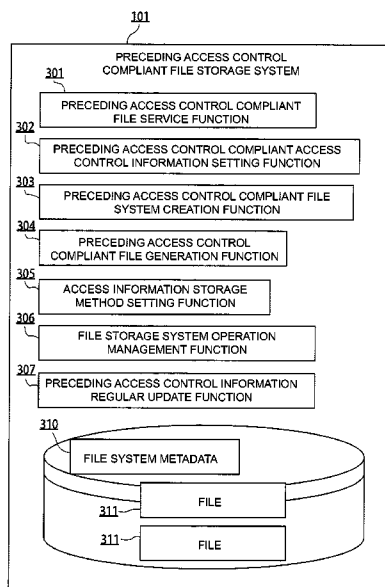 101
PRECEDING ACCESS CONTROL
COMPLIANT FILE STORAGE SYSTEM
301
PRECEDING ACCESS CONTROL COMPLIANT
FILE SERVICE FUNCTION
302
PRECEDING ACCESS CONTROL COMPLIANT ACCESS
CONTROL INFORMATION SETTING FUNCTION
303
PRECEDING ACCESS CONTROL COMPLIANT FILE
SYSTEM CREATION FUNCTION
304
PRECEDING ACCESS CONTROL
COMPLIANT FILE GENERATION FUNCTION
305
ACCESS INFORMATION STORAGE
METHOD SETTING FUNCTION
306
FILE STORAGE SYSTEM OPERATION
MANAGEMENT FUNCTION
307
PRECEDING ACCESS CONTROL INFORMATION
REGULAR UPDATE FUNCTION
310
FILE SYSTEM METADATA
FILE
311
FILE
311